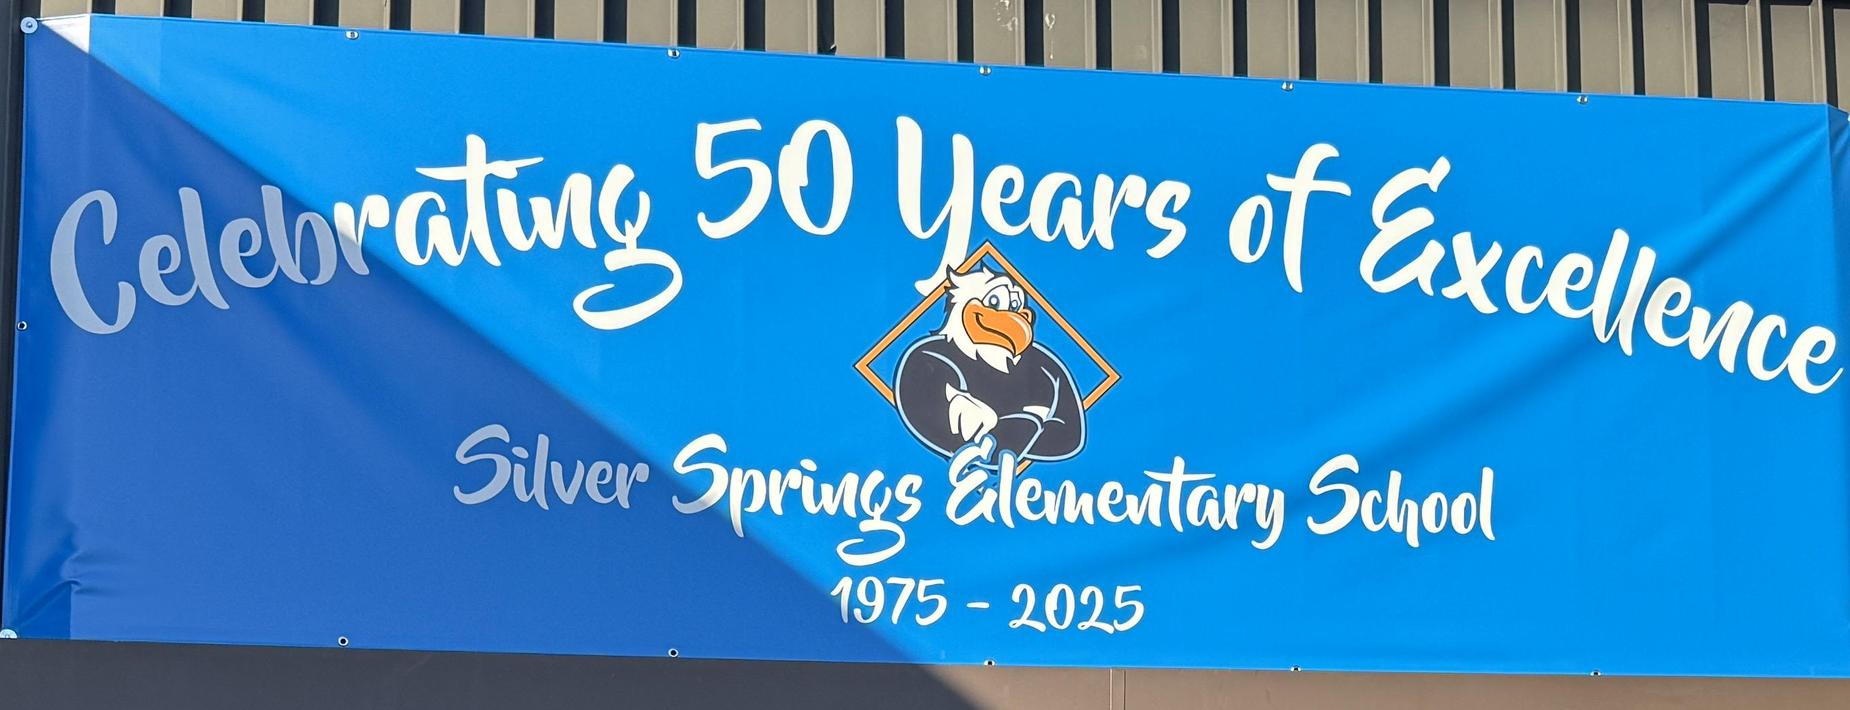 Celebrating 50 Years of Excellence
Silver Springs Elementary School
1975 - 2025